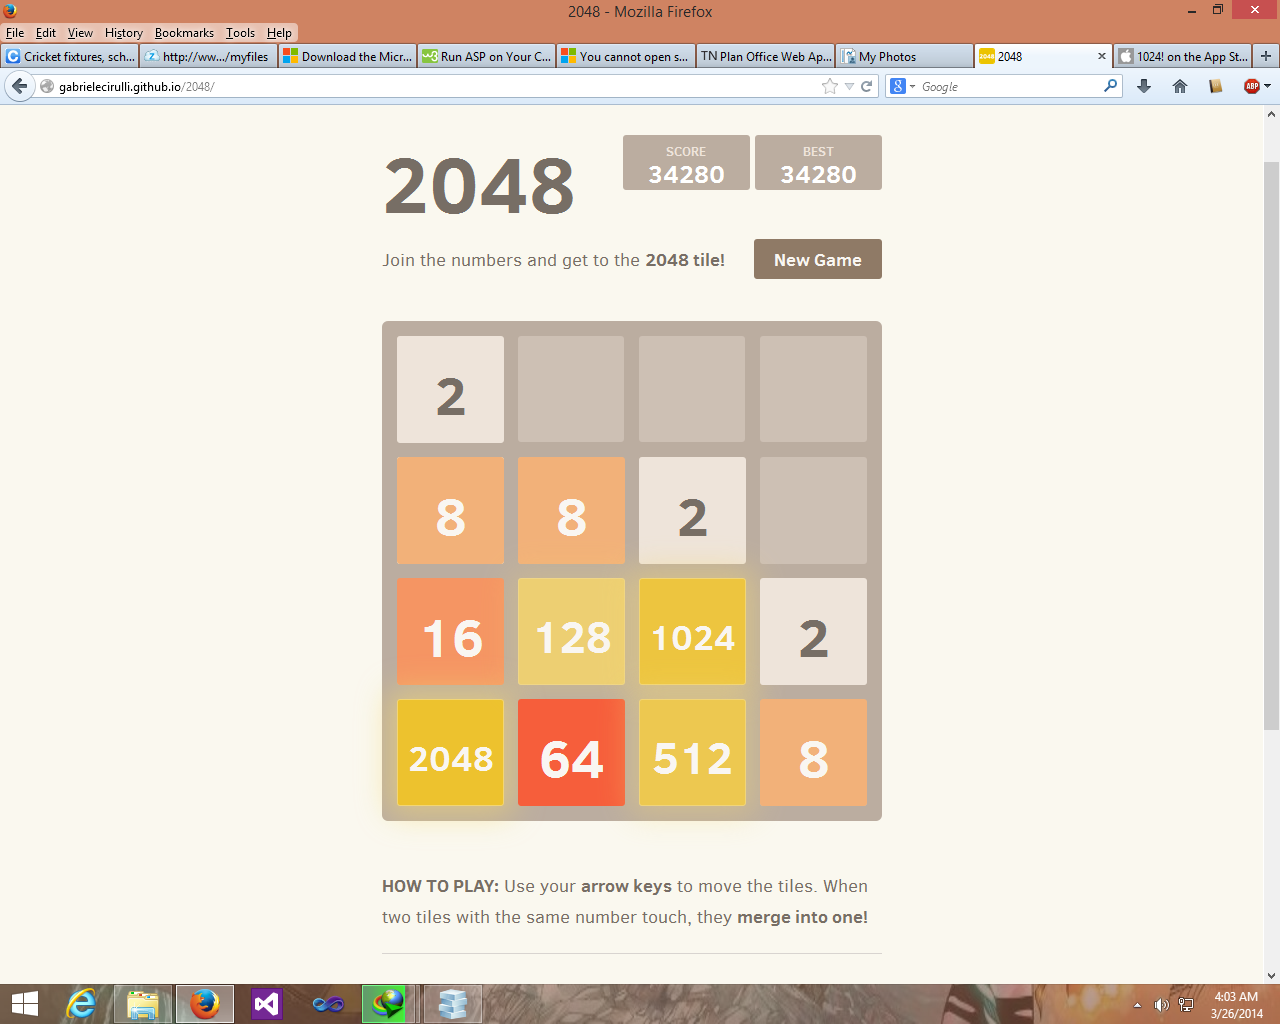 2048 - Mozilla Firefox
File Edit View History Bookmarks Tools Help
Cricket fixtures, sch... http://ww.../myfiles Download the Micr... Run ASP on Your C... You cannot open s... TN Plan Office Web Ap... My Photos 2048 2048 1024! on the App St...
gabrielecirulli.github.io/2048/ 8 Google ABP
2048
SCORE BEST
34280 34280
Join the numbers and get to the 2048 tile! New Game
2
8 8 2
16 128 1024 2
2048 64 512 8
HOW TO PLAY: Use your arrow keys to move the tiles. When
two tiles with the same number touch, they merge into one!
4:03 AM
3/26/2014